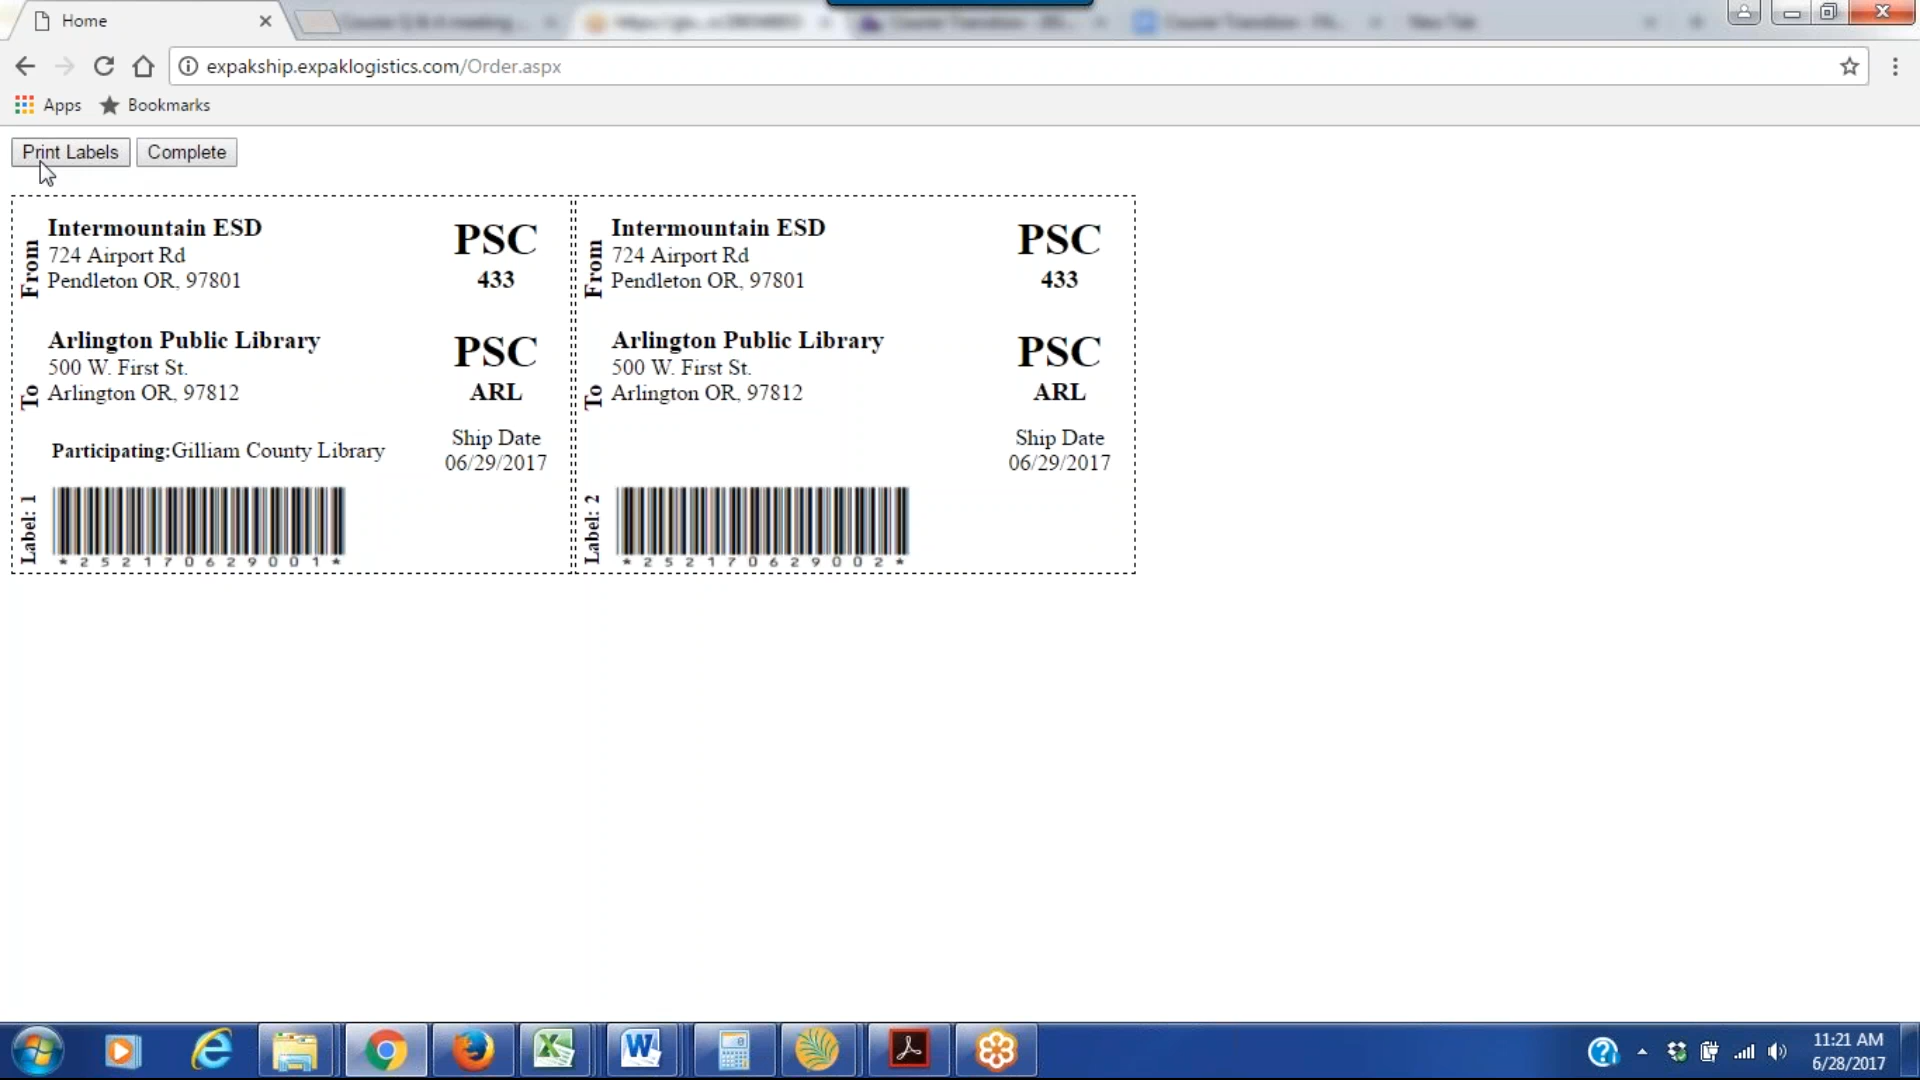 Home
New Tab
expakship.expaklogistics.com/Order.aspx
Apps Bookmarks
Print Labels Complete
From
Intermountain ESD
724 Airport Rd
Pendleton OR, 97801
PSC
433
To
Arlington Public Library
500 W. First St.
Arlington OR, 97812
PSC
ARL
Participating:Gilliam County Library
Ship Date
06/29/2017
Label: 1
*252170629001*
From
Intermountain ESD
724 Airport Rd
Pendleton OR, 97801
PSC
433
To
Arlington Public Library
500 W. First St.
Arlington OR, 97812
PSC
ARL
Ship Date
06/29/2017
Label: 2
*252170629002*
11:21 AM
6/28/2017